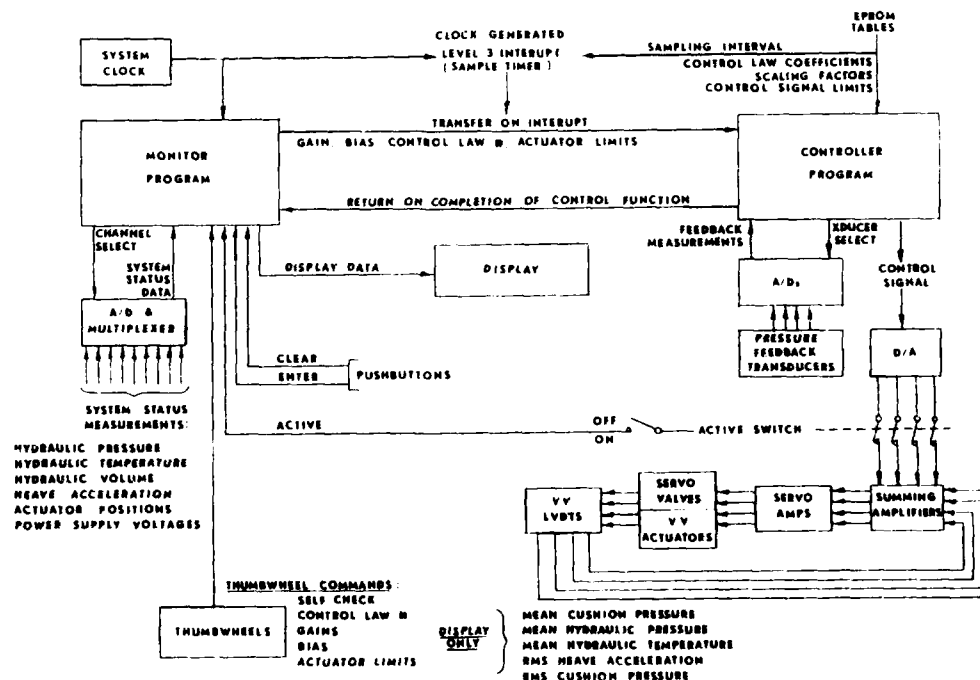 EPROM
TABLES
SYSTEM
CLOCK
CLOCK GENERATED
LEVEL 3 INTERUPT
(SAMPLE TIMER)
SAMPLING INTERVAL
CONTROL LAW COEFFICIENTS
SCALING FACTORS
CONTROL SIGNAL LIMITS
MONITOR
PROGRAM
TRANSFER ON INTERUPT
GAIN, BIAS CONTROL LAW #, ACTUATOR LIMITS
CONTROLLER
PROGRAM
RETURN ON COMPLETION OF CONTROL FUNCTION
CHANNEL
SELECT
SYSTEM
STATUS
DATA
FEEDBACK
MEASUREMENTS
XDUCER
SELECT
CONTROL
SIGNAL
DISPLAY DATA
DISPLAY
A/Ds
A/D &
MULTIPLEXER
PRESSURE
FEEDBACK
TRANSDUCERS
D/A
CLEAR
ENTER
PUSHBUTTONS
SYSTEM STATUS
MEASUREMENTS:
HYDRAULIC PRESSURE
HYDRAULIC TEMPERATURE
HYDRAULIC VOLUME
HEAVE ACCELERATION
ACTUATOR POSITIONS
POWER SUPPLY VOLTAGES
ACTIVE
OFF
ON
ACTIVE SWITCH
VV
LVDTS
SERVO
VALVES
VV
ACTUATORS
SERVO
AMPS
SUMMING
AMPLIFIERS
THUMBWHEEL COMMANDS:
SELF CHECK
CONTROL LAW #
GAINS
BIAS
ACTUATOR LIMITS
THUMBWHEELS
DISPLAY
ONLY
MEAN CUSHION PRESSURE
MEAN HYDRAULIC PRESSURE
MEAN HYDRAULIC TEMPERATURE
RMS HEAVE ACCELERATION
RMS CUSHION PRESSURE